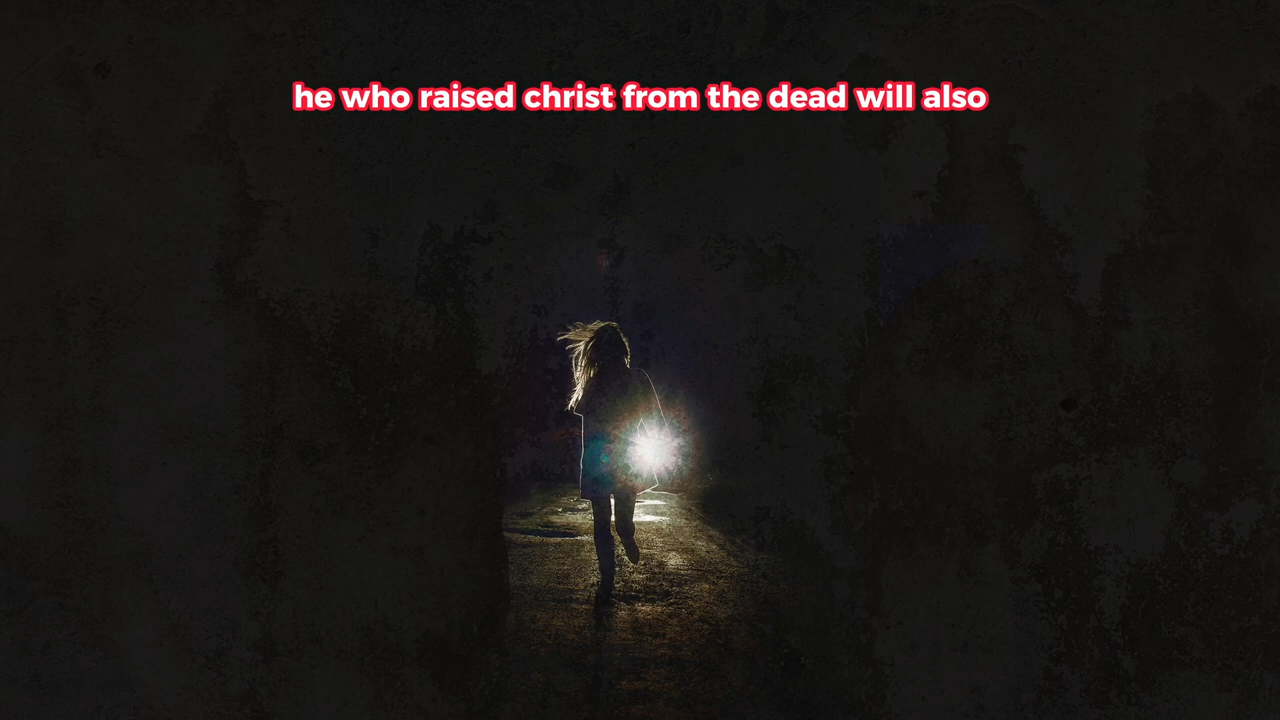 he who raised christ from the dead will also